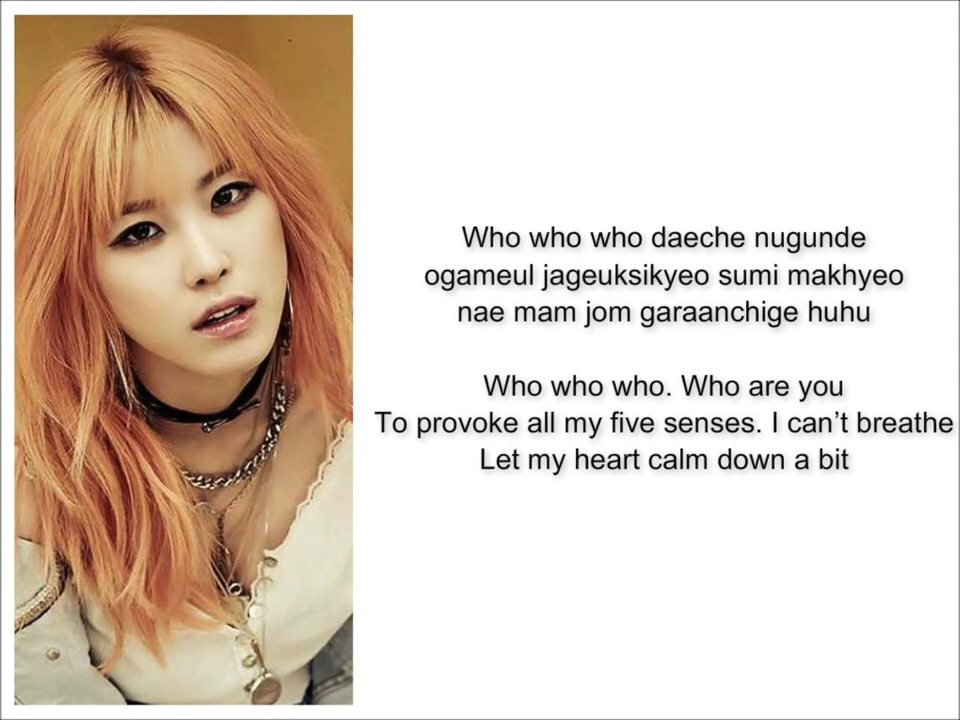 Who who who daeche nugunde
ogameul jageuksikyeo sumi makhyeo
nae mam jom garaanchige huhu
Who who who. Who are you
To provoke all my five senses. I can’t breathe
Let my heart calm down a bit